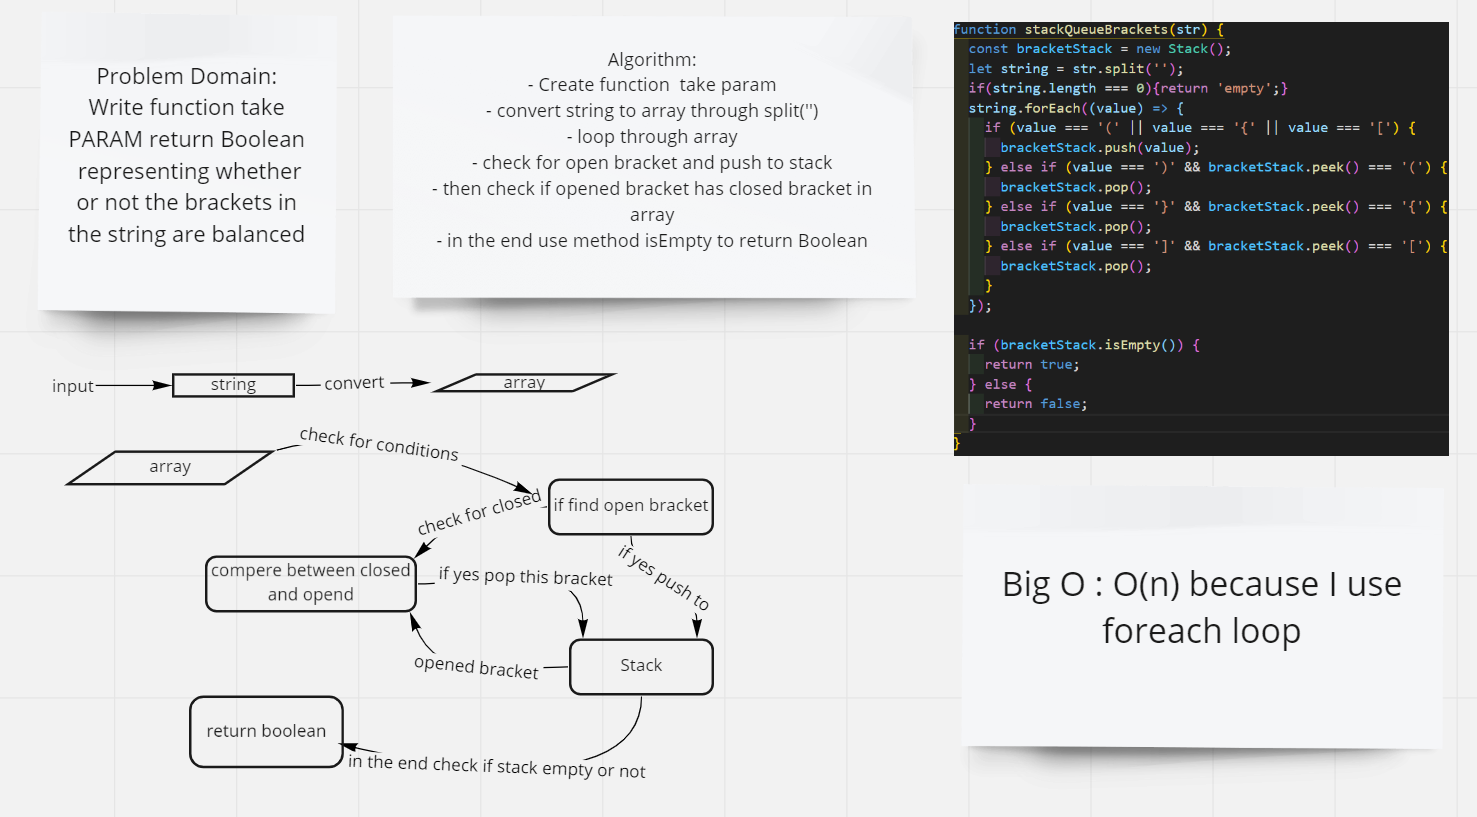 Problem Domain:
Write function take
PARAM return Boolean
representing whether
or not the brackets in
the string are balanced
Algorithm:
- Create function  take param
- convert string to array through split('')
- loop through array
- check for open bracket and push to stack
- then check if opened bracket has closed bracket in
array
- in the end use method isEmpty to return Boolean
function stackQueueBrackets(str) {
  const bracketStack = new Stack();
  let string = str.split('');
  if(string.length === 0){return 'empty';}
  string.forEach((value) => {
    if (value === '(' || value === '{' || value === '[') {
      bracketStack.push(value);
    } else if (value === ')' && bracketStack.peek() === '(') {
      bracketStack.pop();
    } else if (value === '}' && bracketStack.peek() === '{') {
      bracketStack.pop();
    } else if (value === ']' && bracketStack.peek() === '[') {
      bracketStack.pop();
    }
  });
  if (bracketStack.isEmpty()) {
    return true;
  } else {
    return false;
  }
}
input
string
convert
array
array
check for conditions
if find open bracket
check for closed
if yes push to
compere between closed
and opend
if yes pop this bracket
Stack
opened bracket
return boolean
in the end check if stack empty or not
Big O : O(n) because I use
foreach loop